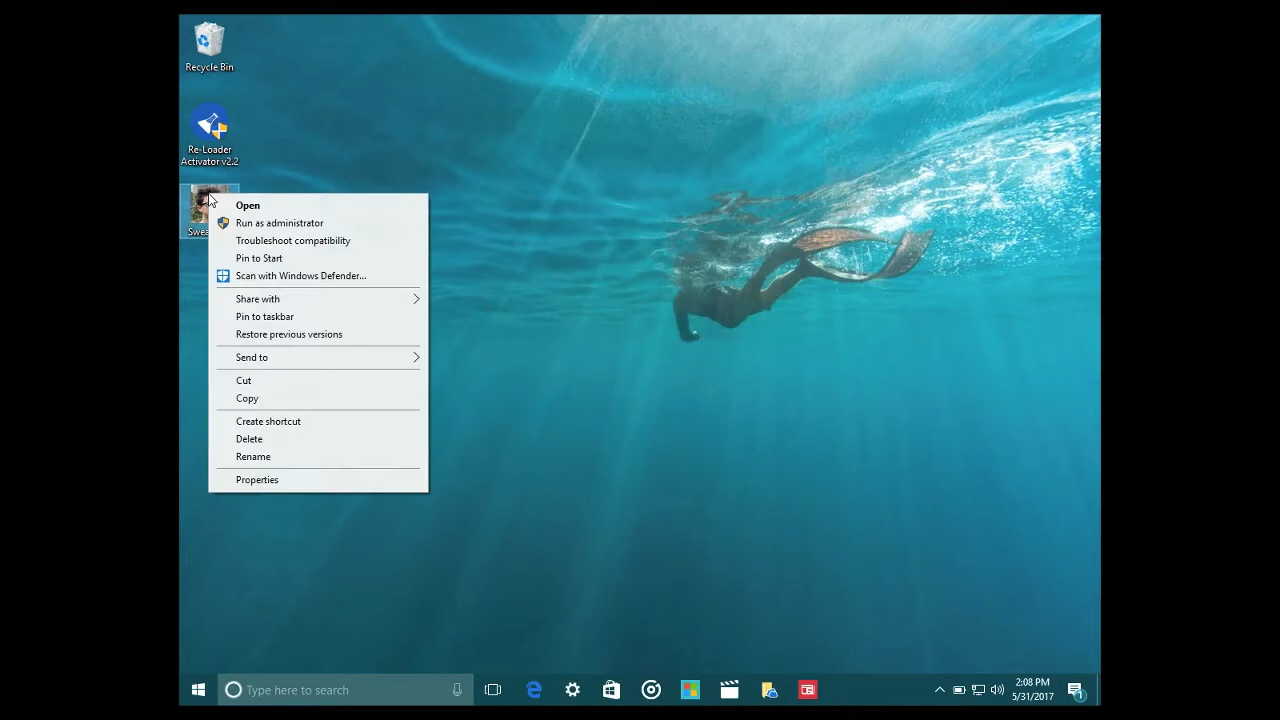 Recycle Bin
Re-Loader
Activator v2.2
Open
Run as administrator
Troubleshoot compatibility
Pin to Start
Scan with Windows Defender...
Share with
Pin to taskbar
Restore previous versions
Send to
Cut
Copy
Create shortcut
Delete
Rename
Properties
Type here to search
2:08 PM
5/31/2017
1